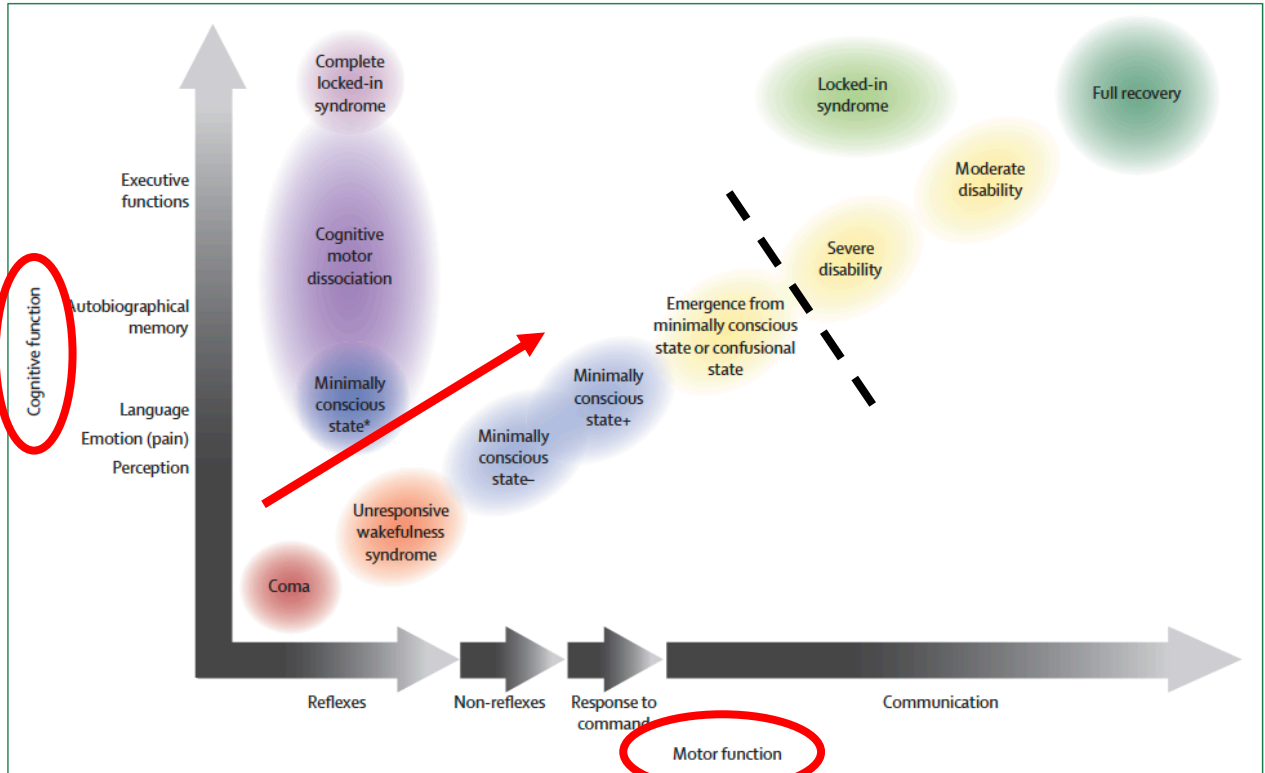 Complete
locked-in
syndrome
Locked-in
syndrome
Full recovery
Executive
functions
Moderate
disability
Cognitive
motor
dissociation
Severe
disability
Cognitive function
Autobiographical
memory
Emergence from
minimally conscious
state or confusional
state
Minimally
conscious
state*
Minimally
conscious
state+
Language
Emotion (pain)
Perception
Minimally
conscious
state–
Unresponsive
wakefulness
syndrome
Coma
Reflexes
Non-reflexes
Response to
command
Communication
Motor function